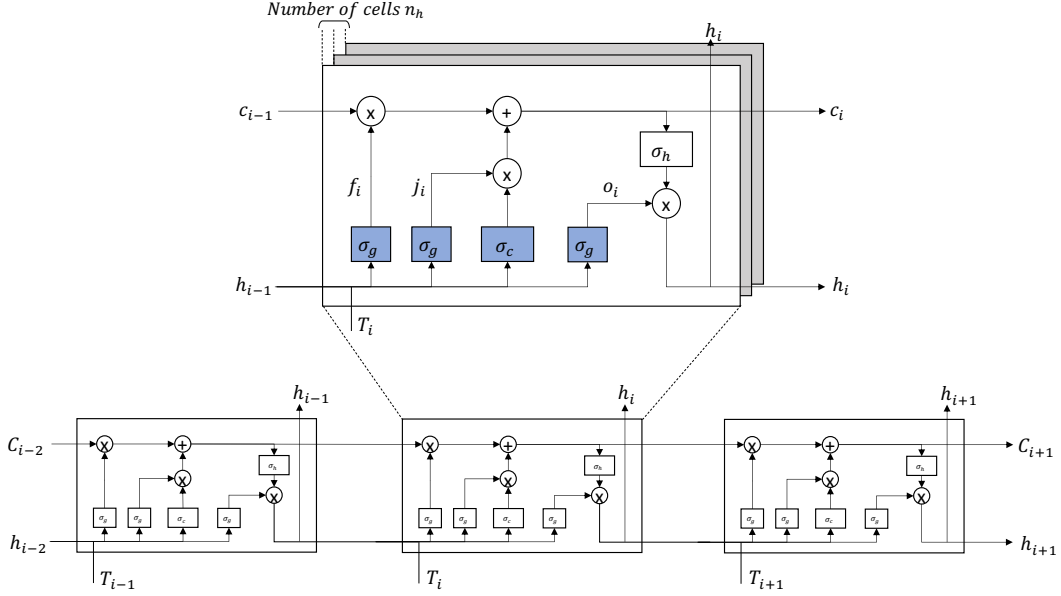 Number of cells n_h
h_i
c_{i−1} x + c_i
σ_h
x
f_i j_i o_i x
σ_g σ_g σ_c σ_g
h_{i−1} h_i
T_i
h_{i−1} h_i h_{i+1}
C_{i−2} x + x + x + C_{i+1}
σ_h σ_h σ_h
x x x
x x x
σ_g σ_g σ_c σ_g σ_g σ_g σ_c σ_g σ_g σ_g σ_c σ_g
h_{i−2} h_{i+1}
T_{i−1} T_i T_{i+1}